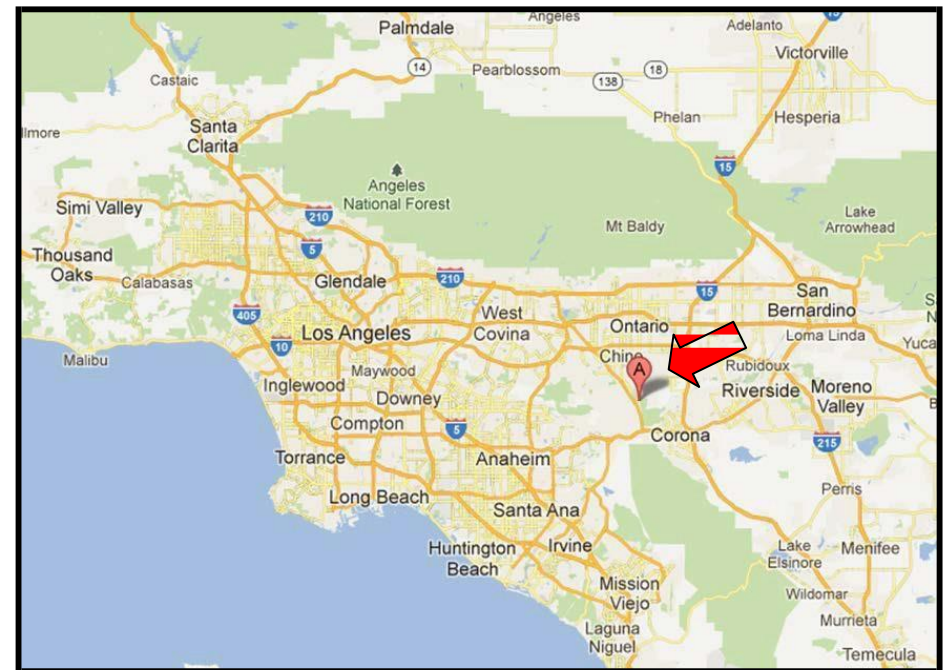 Palmdale
Angeles
Adelanto
15
Victorville
14
Pearblossom
138
18
Castaic
Phelan
Hesperia
llmore
Santa
Clarita
15
Angeles
National Forest
Simi Valley
210
Mt Baldy
Lake
Arrowhead
5
Thousand
Oaks
Calabasas
Glendale
210
15
San
Bernardino
S
N
405
West
Covina
Ontario
Los Angeles
Loma Linda
Yuca
10
Malibu
Chino
A
Rubidoux
Maywood
Inglewood
Riverside
Moreno
Valley
Downey
B
Compton
5
Corona
215
Torrance
Anaheim
Long Beach
Perris
Santa Ana
Huntington
Beach
Irvine
Lake
Elsinore
Menifee
Mission
Viejo
Wildomar
Laguna
Niguel
Murrieta
Temecula